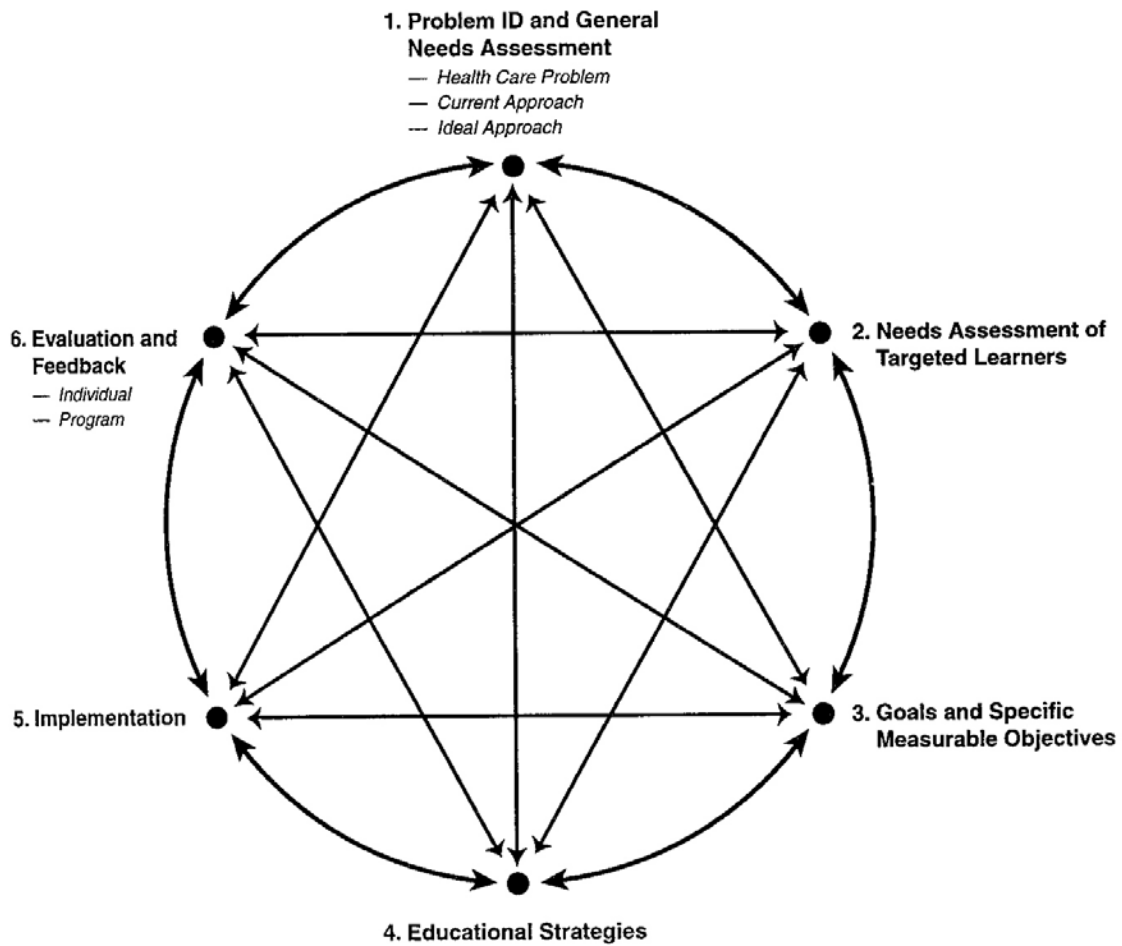 1. Problem ID and General
Needs Assessment
— Health Care Problem
— Current Approach
— Ideal Approach
2. Needs Assessment of
Targeted Learners
6. Evaluation and
Feedback
— Individual
— Program
5. Implementation
3. Goals and Specific
Measurable Objectives
4. Educational Strategies